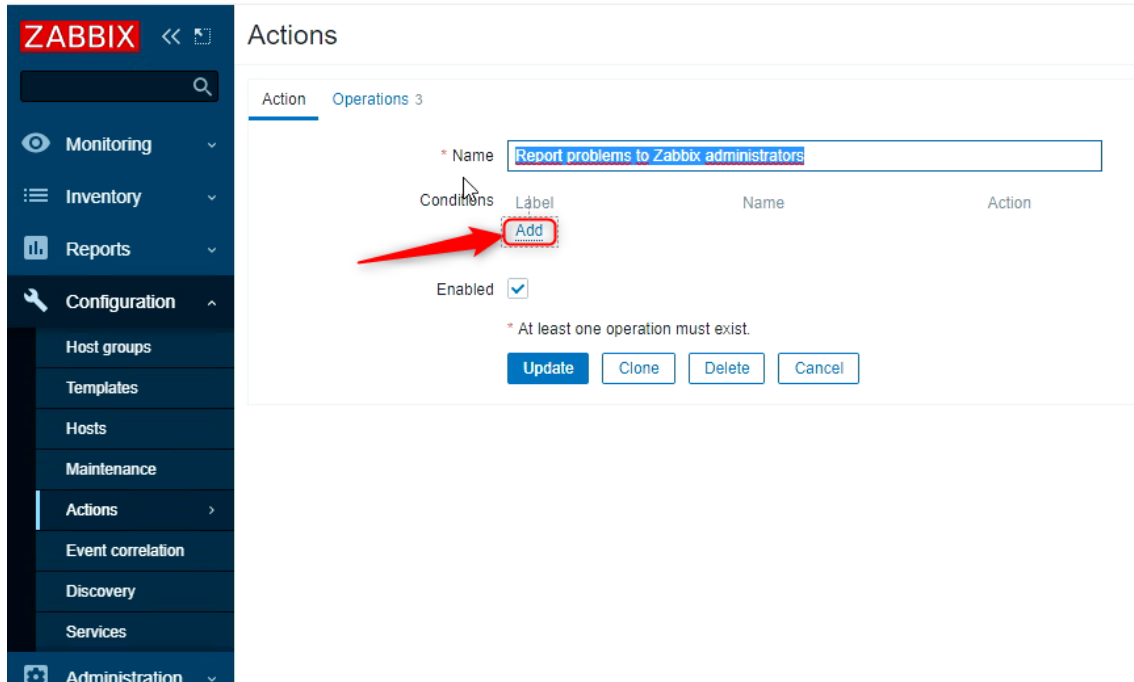 ZABBIX
Monitoring
Inventory
Reports
Configuration
Host groups
Templates
Hosts
Maintenance
Actions
Event correlation
Discovery
Services
Administration
Actions
Action Operations 3
* Name Report problems to Zabbix administrators
Conditions Label Name Action
Add
Enabled
* At least one operation must exist.
Update Clone Delete Cancel